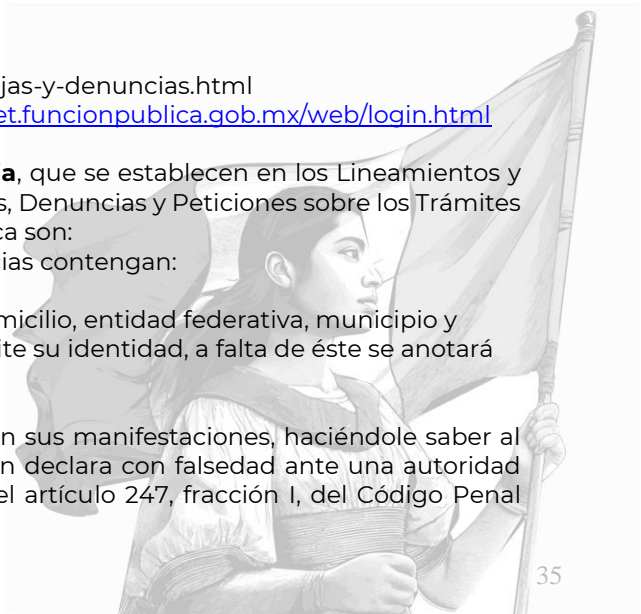 jas-y-denuncias.html
et.funcionpublica.gob.mx/web/login.html
a, que se establecen en los Lineamientos y
s, Denuncias y Peticiones sobre los Trámites
ca son:
cias contengan:
micilio, entidad federativa, municipio y
ite su identidad, a falta de éste se anotará
n sus manifestaciones, haciéndole saber al
n declara con falsedad ante una autoridad
el artículo 247, fracción I, del Código Penal
35